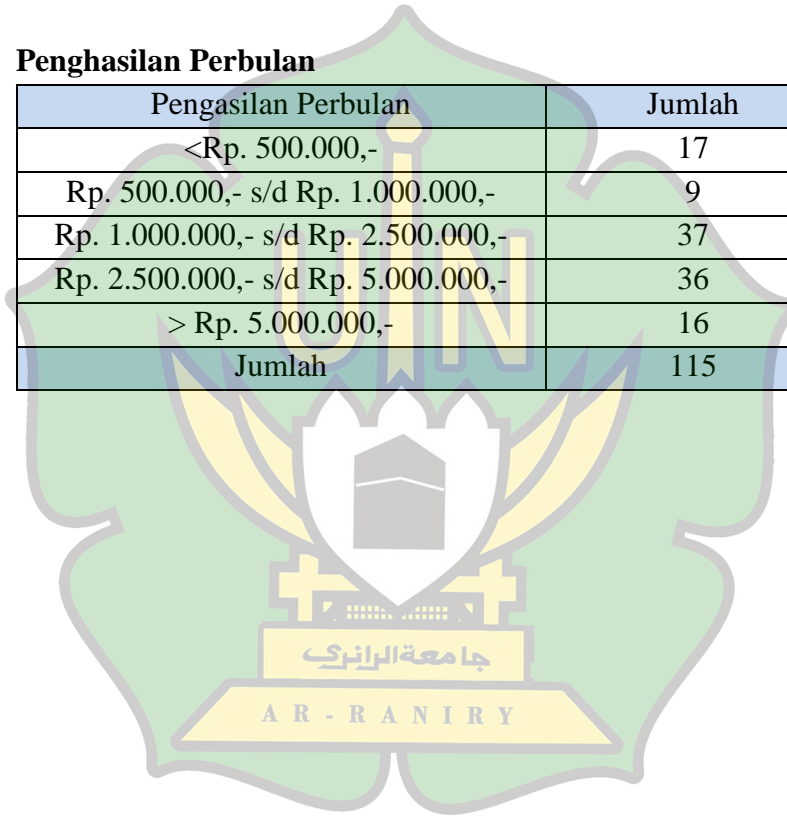 Penghasilan Perbulan
Pengasilan Perbulan Jumlah
<Rp. 500.000,- 17
Rp. 500.000,- s/d Rp. 1.000.000,- 9
Rp. 1.000.000,- s/d Rp. 2.500.000,- 37
Rp. 2.500.000,- s/d Rp. 5.000.000,- 36
> Rp. 5.000.000,- 16
Jumlah 115
UIN
جامعة الرانري
AR-RANIRY